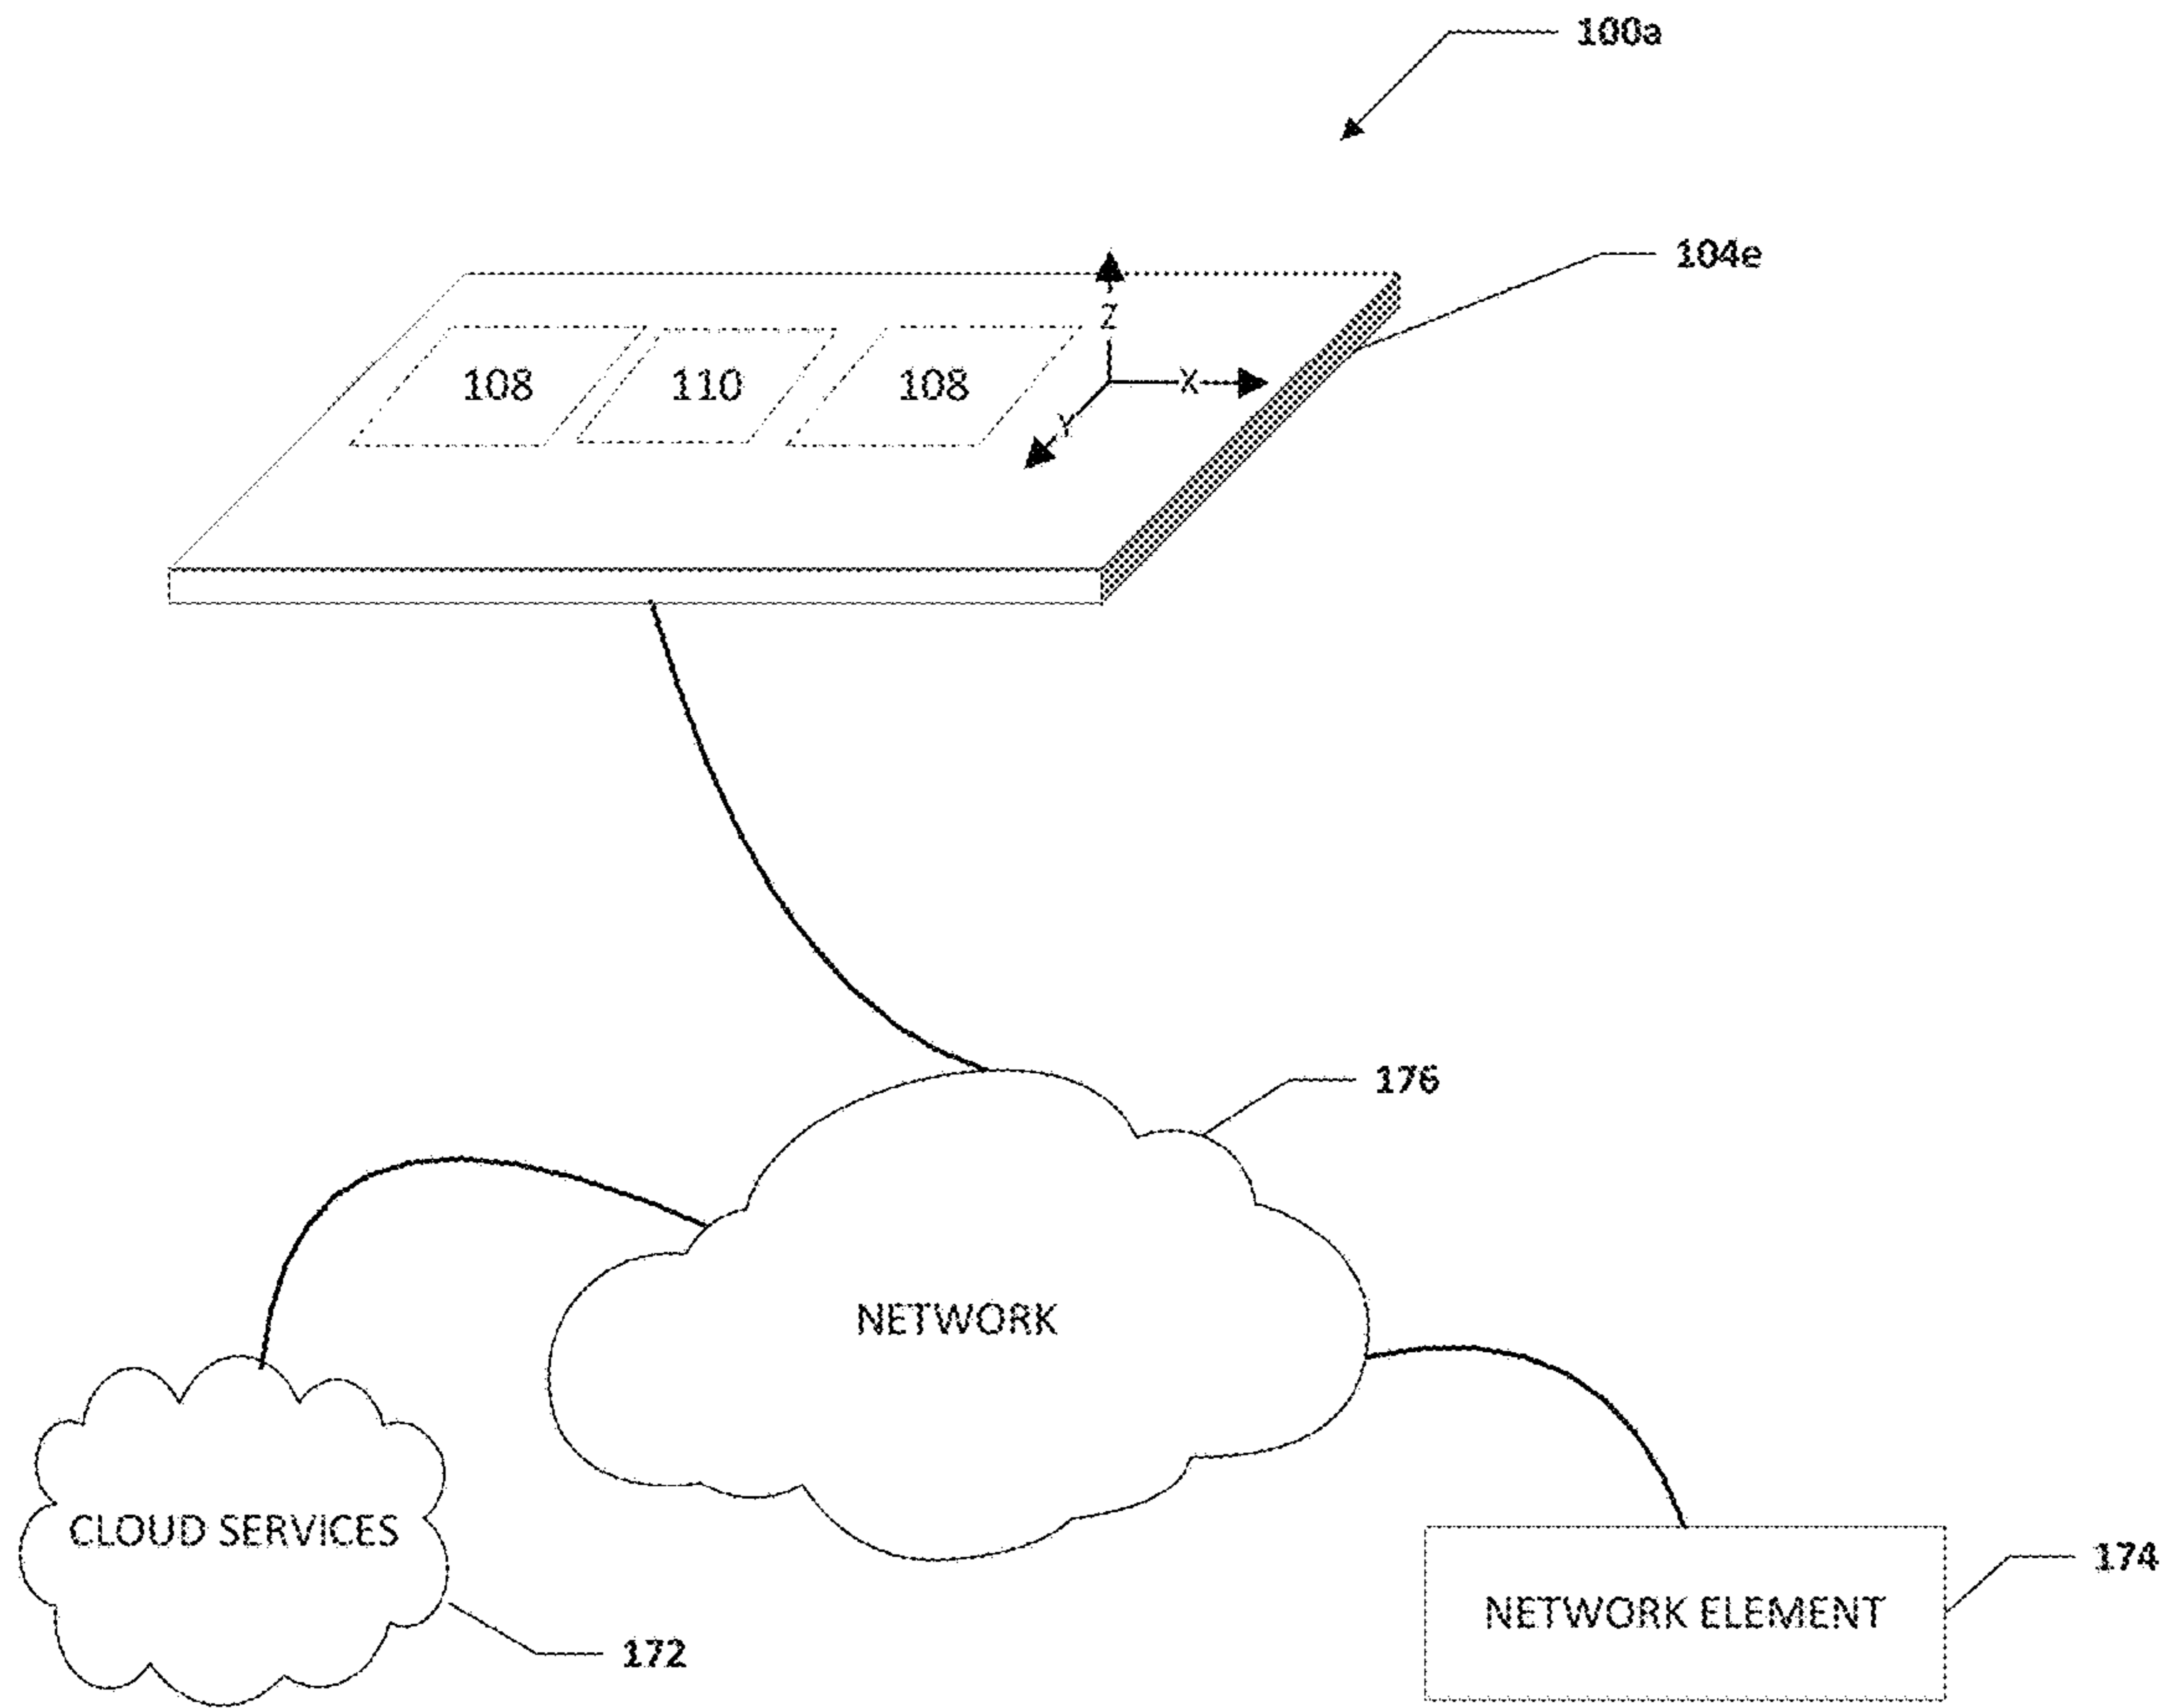 100a
104e
Z
108 110 108
X
Y
176
NETWORK
CLOUD SERVICES
174
NETWORK ELEMENT
172